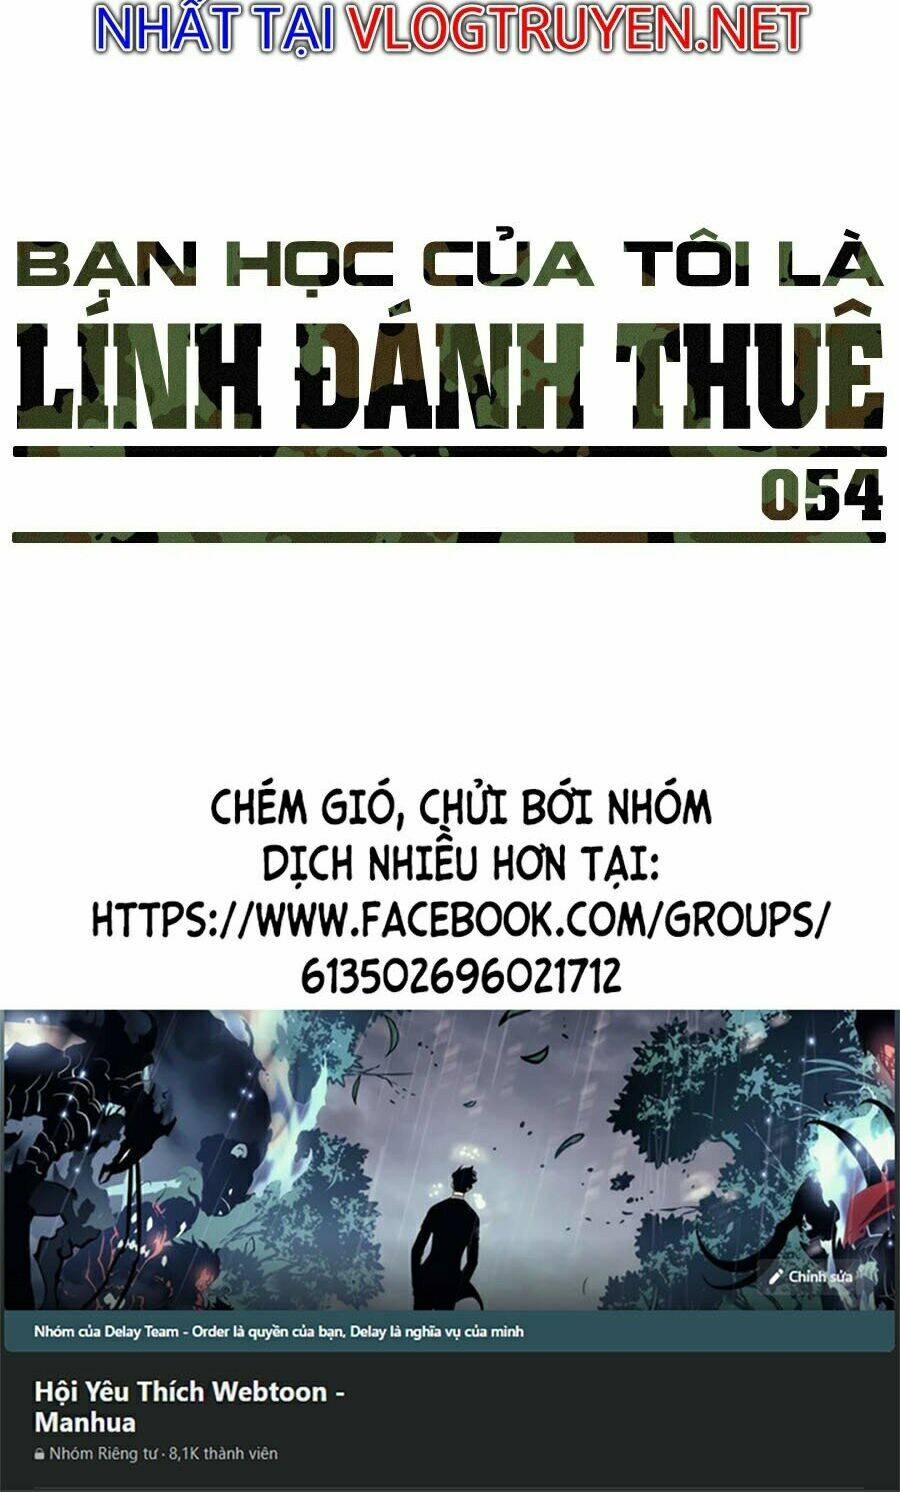 NHẤT TẠI VLOGTRUYEN.NET
BẠN HỌC CỦA TÔI LÀ
LÍNH ĐÁNH THUÊ
054
CHÉM GIÓ, CHỬI BỚI NHÓM
DỊCH NHIỀU HƠN TẠI:
HTTPS://WWW.FACEBOOK.COM/GROUPS/
613502696021712
Chỉnh sửa
Nhóm của Delay Team - Order là quyền của bạn, Delay là nghĩa vụ của mình
Hội Yêu Thích Webtoon -
Manhua
Nhóm Riêng tư · 8,1K thành viên